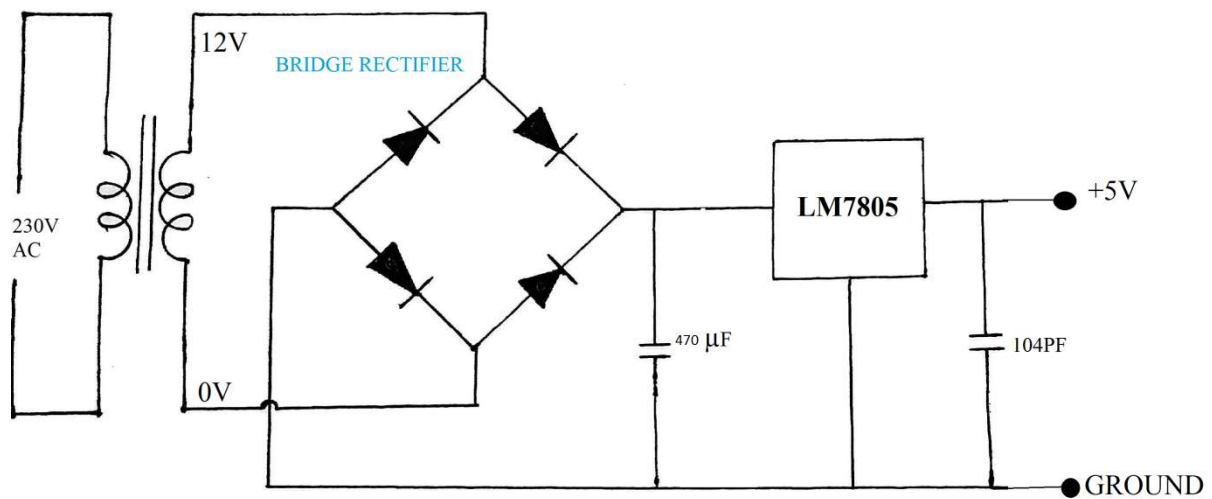 12V
BRIDGE RECTIFIER
230V
AC
LM7805
+5V
470 µF
104PF
0V
GROUND